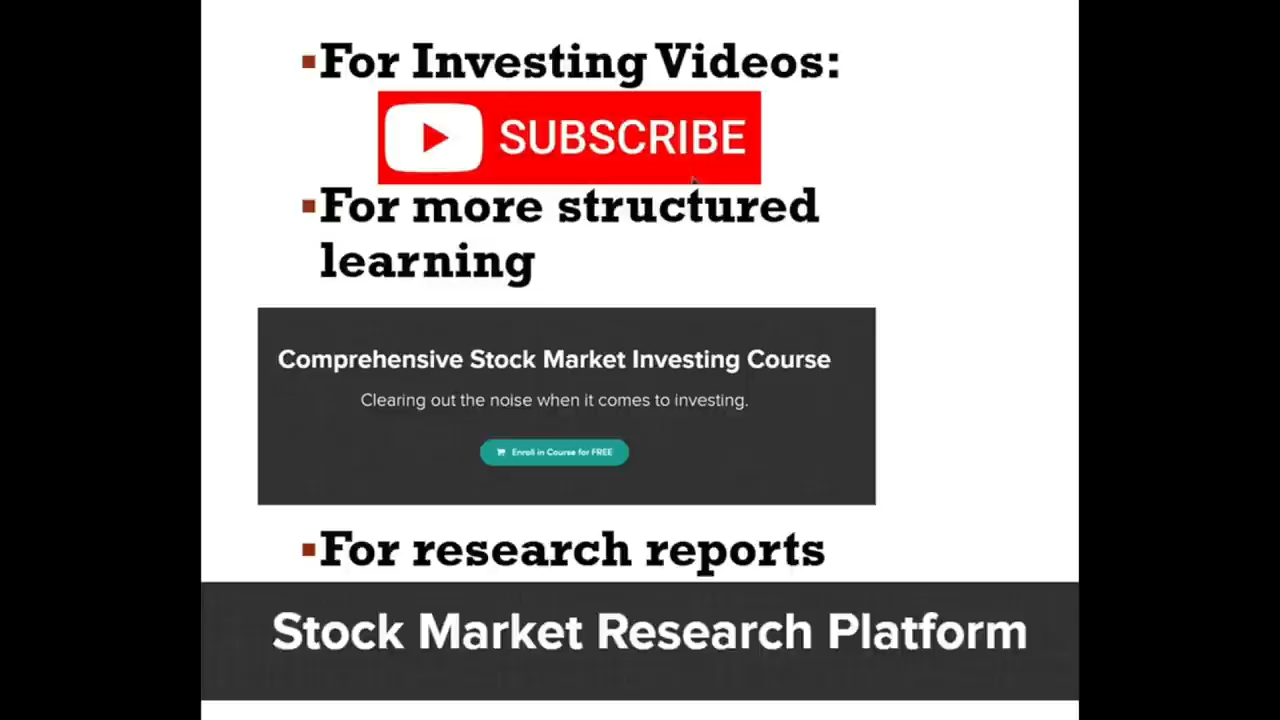 For Investing Videos:
SUBSCRIBE
For more structured
learning
Comprehensive Stock Market Investing Course
Clearing out the noise when it comes to investing.
Enroll in Course for FREE
For research reports
Stock Market Research Platform